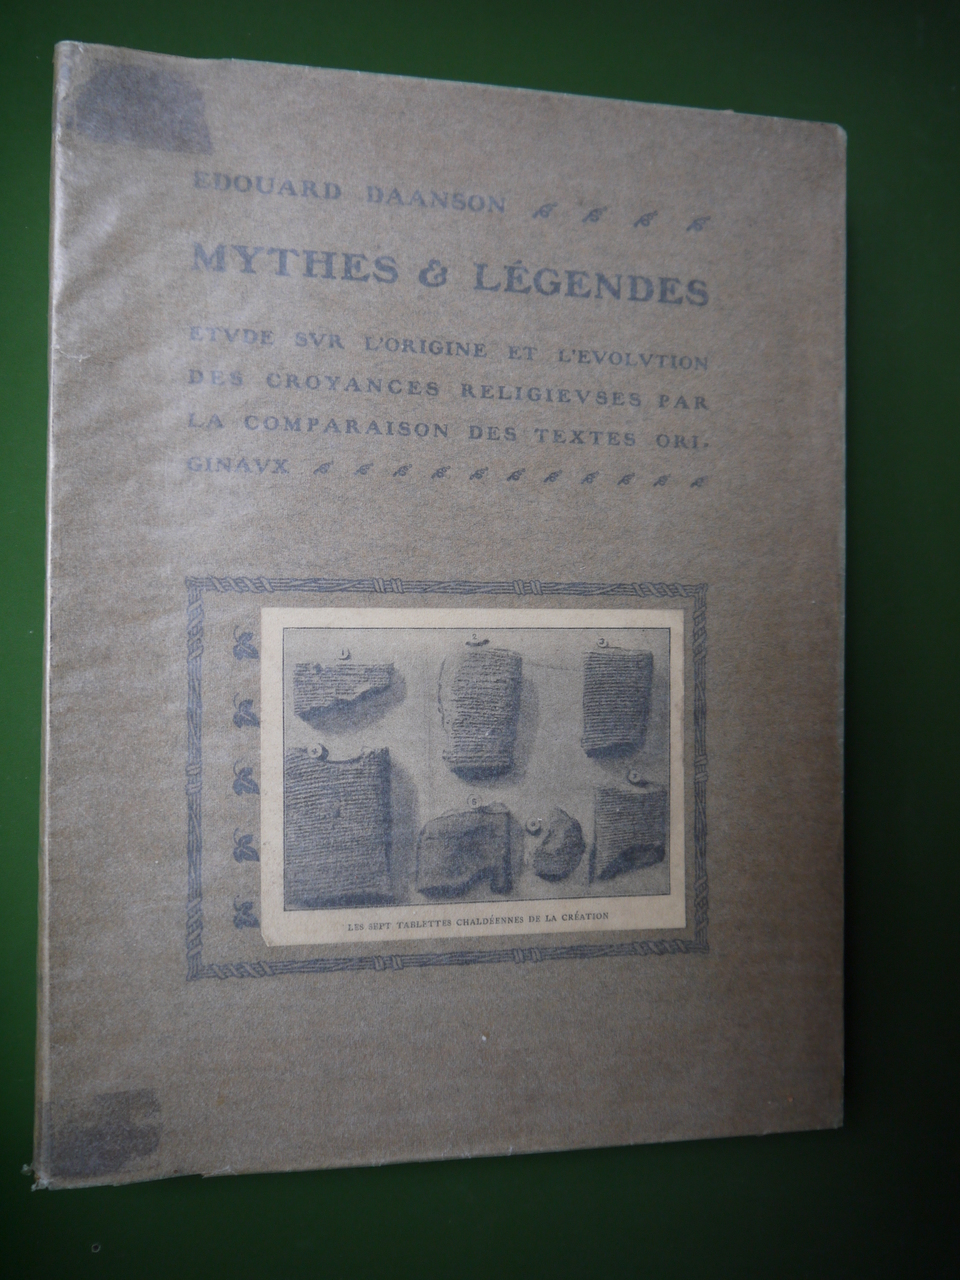 EDOUARD DAANSON
MYTHES & LÉGENDES
ETVDE SVR L'ORIGINE ET L'EVOLVTION
DES CROYANCES RELIGIEVSES PAR
LA COMPARAISON DES TEXTES ORI-
GINAVX
LES SEPT TABLETTES CHALDÉENNES DE LA CRÉATION